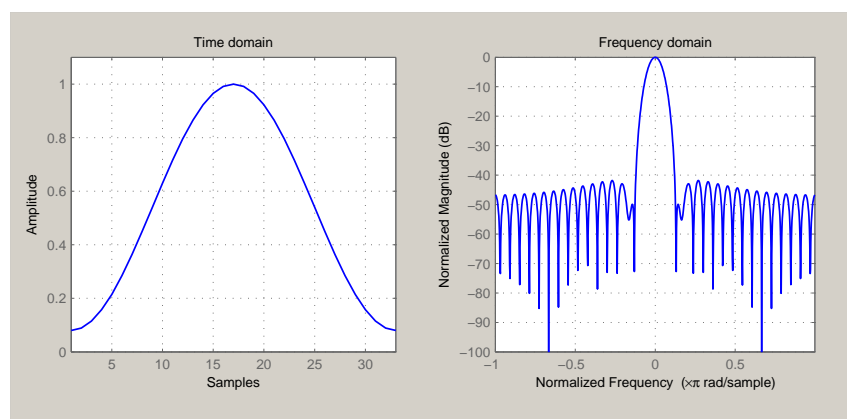 Time domain
Amplitude
1
0.8
0.6
0.4
0.2
0
5 10 15 20 25 30
Samples
Frequency domain
Normalized Magnitude (dB)
0
−10
−20
−30
−40
−50
−60
−70
−80
−90
−100
−1 −0.5 0 0.5
Normalized Frequency (×π rad/sample)